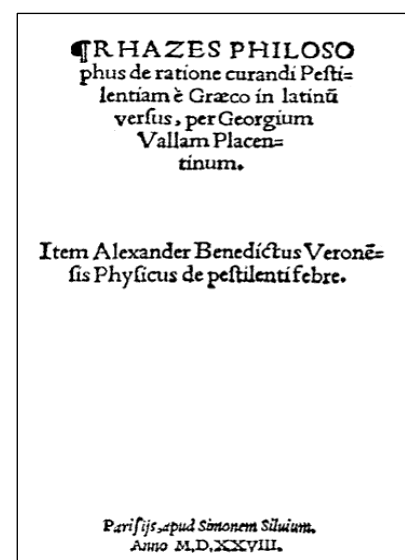 ¶RHAZES PHILOSO
phus de ratione curandi Peſti=
lentiam è Græco in latinū
verſus, per Georgium
Vallam Placen=
tinum.
Item Alexander Benedictus Veronē=
ſis Phyſicus de peſtilenti febre.
Pariſijs, apud Simonem Siluium.
Anno M,D,XXVIII.